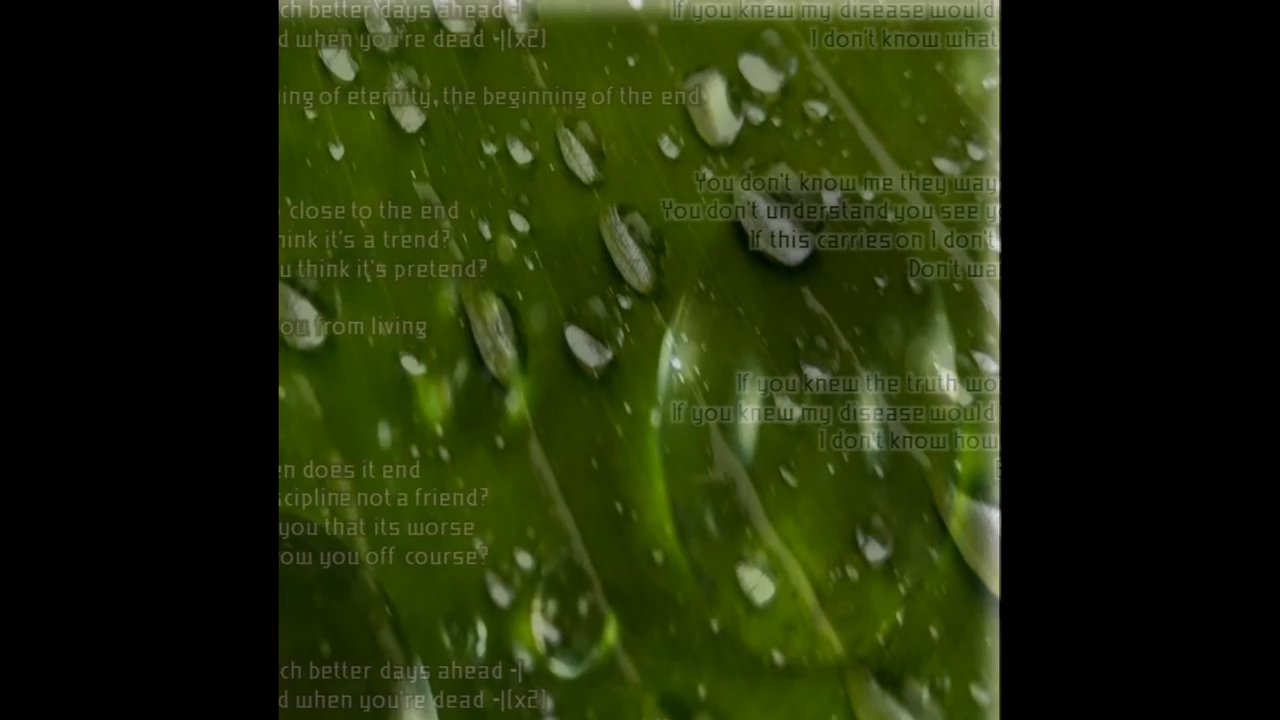 ch better days ahead -|
d when you're dead -|(x2)
ing of eternity, the beginning of the end
close to the end
hink it's a trend?
u think it's pretend?
ou from living
en does it end
scipline not a friend?
you that its worse
ow you off course?
ch better days ahead -|
d when you're dead -|(x2)
If you knew my disease would
I don't know what
You don't know me they way
You don't understand you see y
If this carries on I don't
Don't wa
If you knew the truth wo
If you knew my disease would
I don't know how